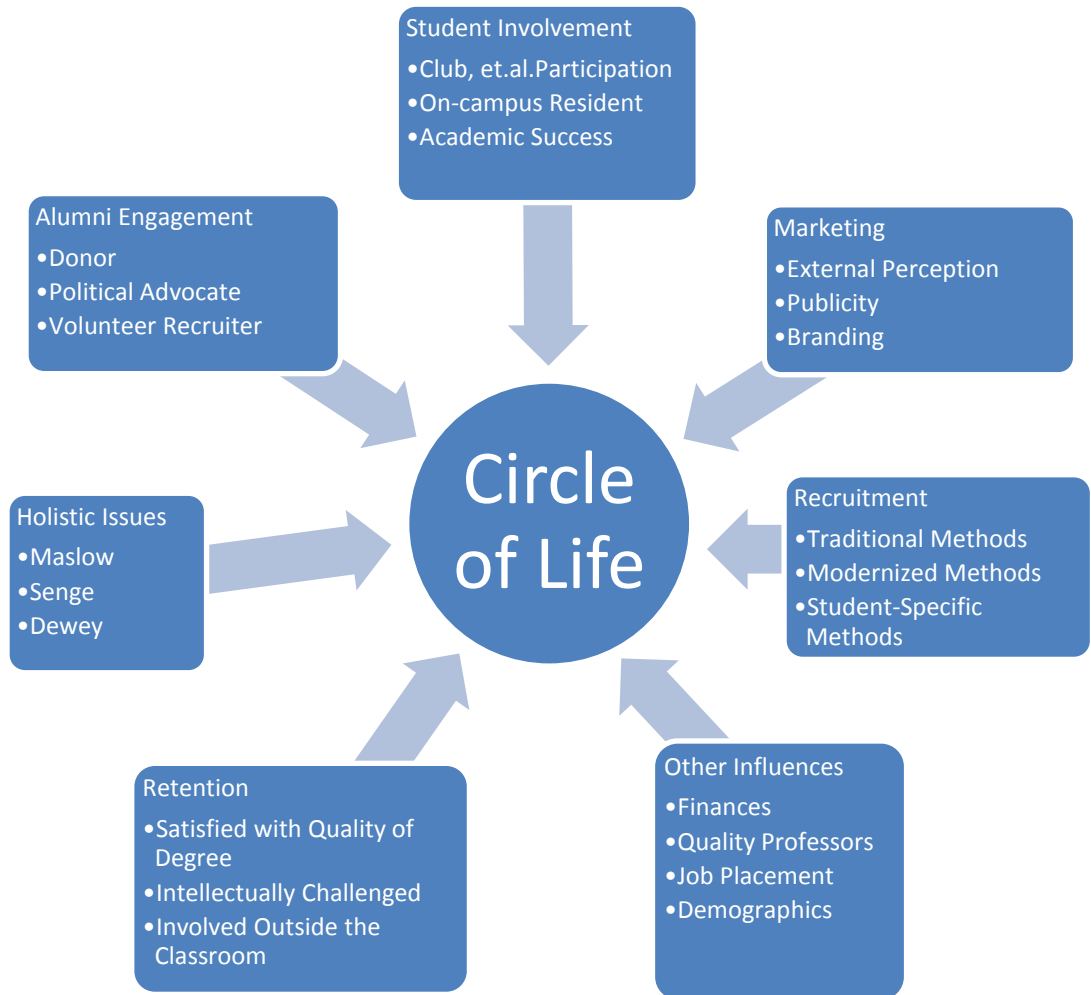 Student Involvement
•Club, et.al.Participation
•On-campus Resident
•Academic Success
Alumni Engagement
•Donor
•Political Advocate
•Volunteer Recruiter
Marketing
•External Perception
•Publicity
•Branding
Circle
of Life
Holistic Issues
•Maslow
•Senge
•Dewey
Recruitment
•Traditional Methods
•Modernized Methods
•Student-Specific
Methods
Retention
•Satisfied with Quality of
Degree
•Intellectually Challenged
•Involved Outside the
Classroom
Other Influences
•Finances
•Quality Professors
•Job Placement
•Demographics